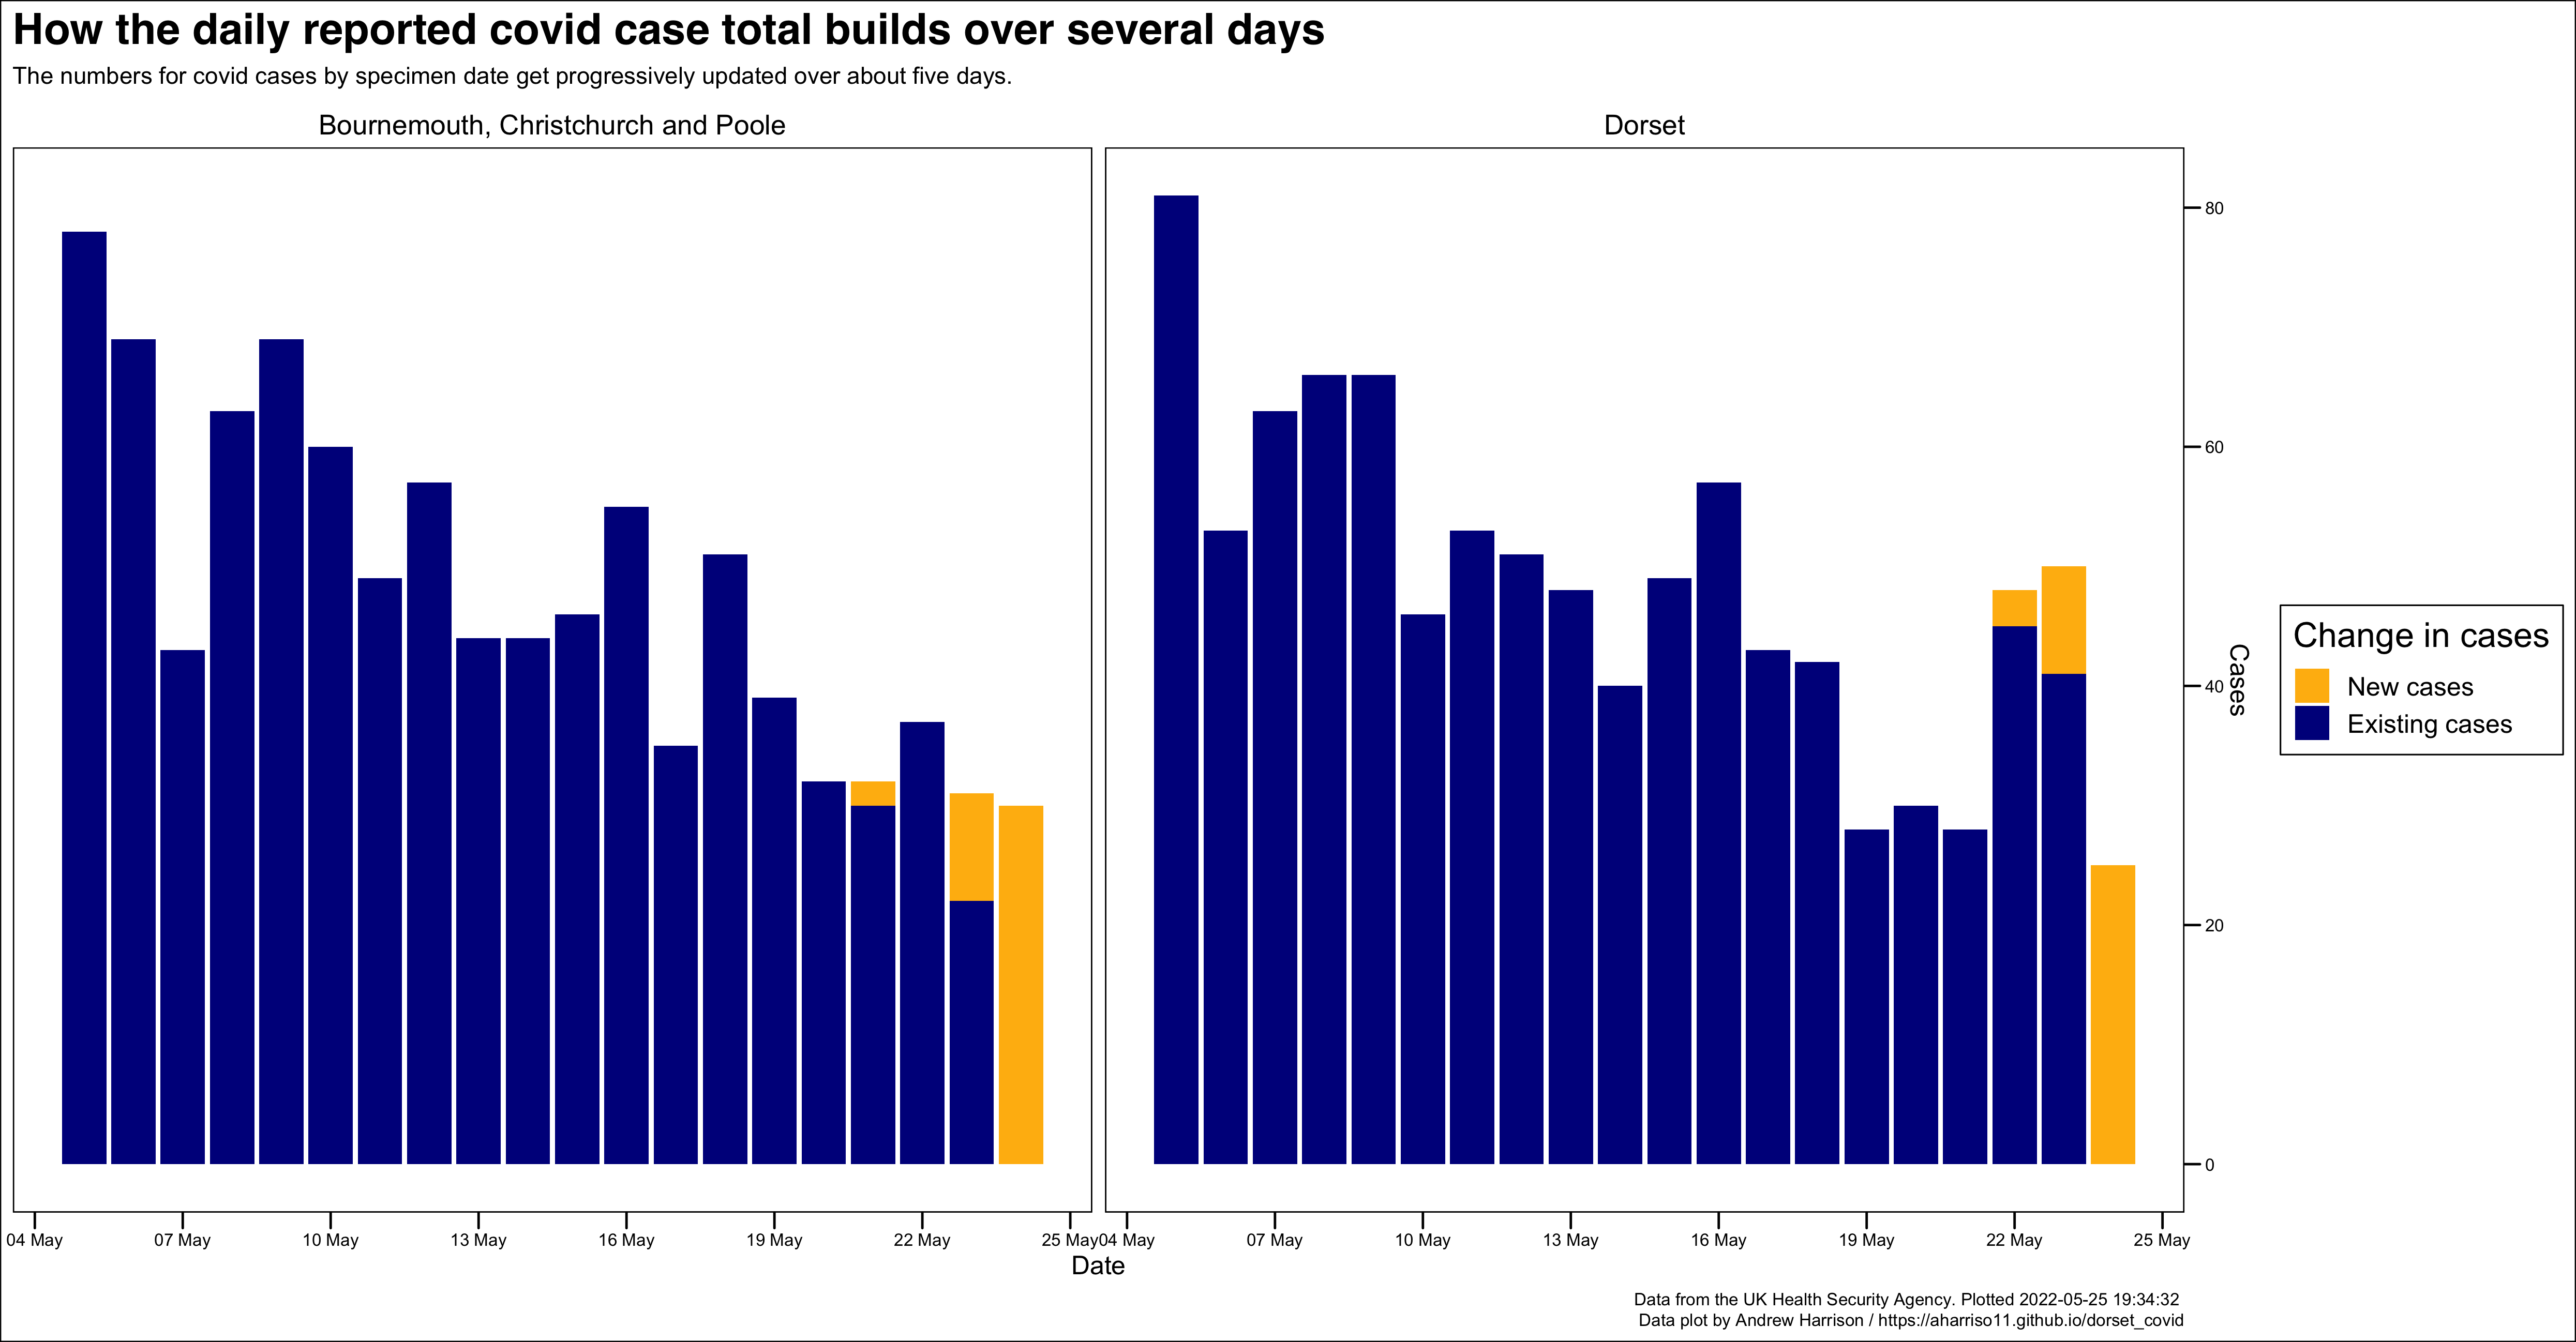 How the daily reported covid case total builds over several days
The numbers for covid cases by specimen date get progressively updated over about five days.
Bournemouth, Christchurch and Poole
Dorset
80
60
40
20
0
Cases
Change in cases
New cases
Existing cases
04 May 07 May 10 May 13 May 16 May 19 May 22 May 25 May
04 May 07 May 10 May 13 May 16 May 19 May 22 May 25 May
Date
Data from the UK Health Security Agency. Plotted 2022-05-25 19:34:32
Data plot by Andrew Harrison / https://aharriso11.github.io/dorset_covid